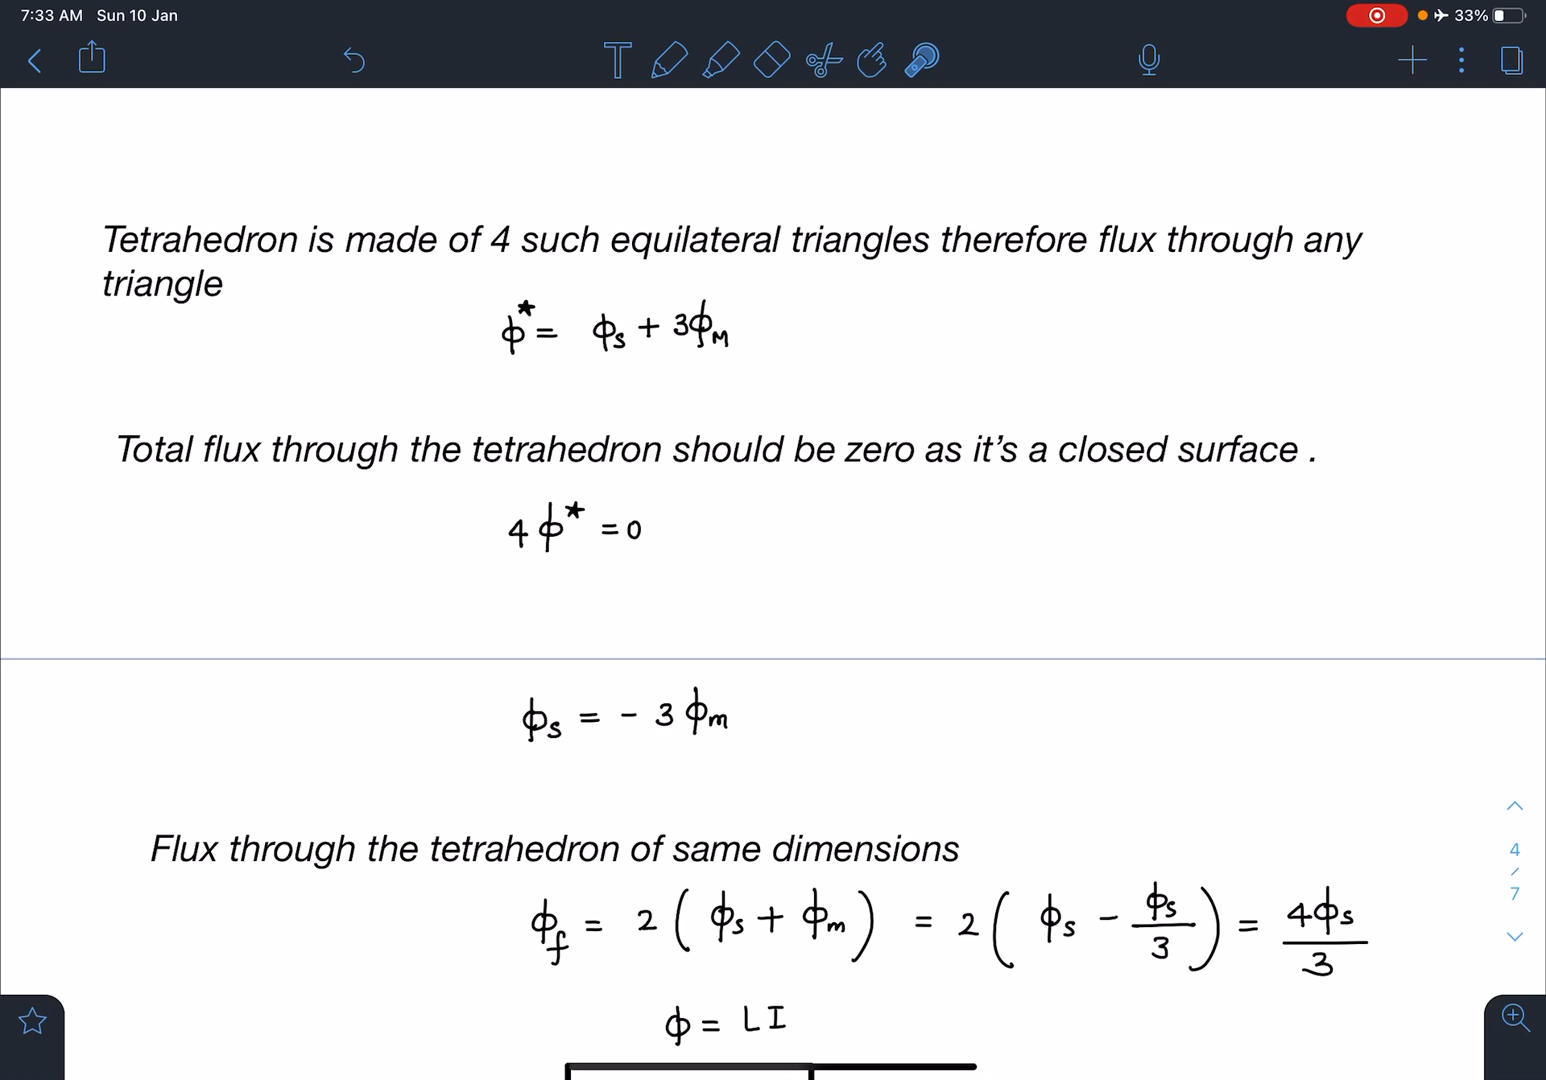 7:33 AM Sun 10 Jan 33%
Tetrahedron is made of 4 such equilateral triangles therefore flux through any
triangle
ϕ* = ϕs + 3ϕM
Total flux through the tetrahedron should be zero as it’s a closed surface .
4ϕ* = 0
ϕs = - 3ϕm
Flux through the tetrahedron of same dimensions
ϕf = 2(ϕs + ϕm) = 2(ϕs - ϕs/3) = 4ϕs/3
ϕ = LI
4
/
7